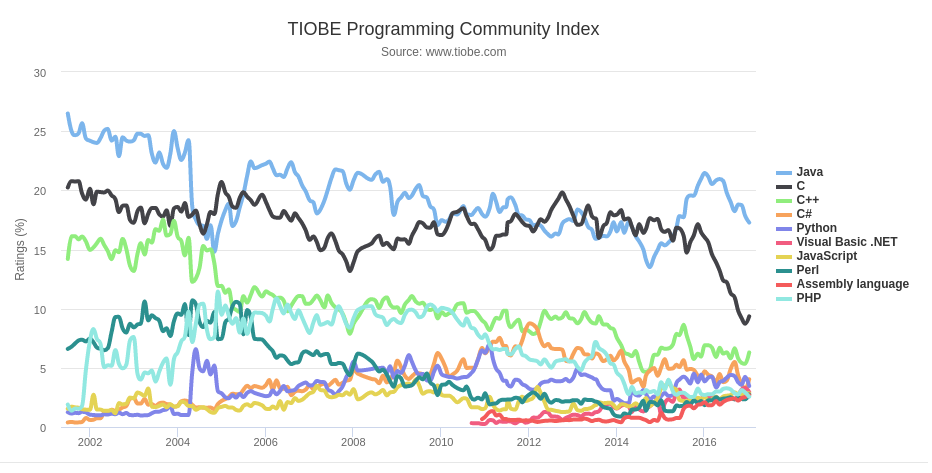 TIOBE Programming Community Index
Source: www.tiobe.com
Ratings (%)
30
25
20
15
10
5
0
2002 2004 2006 2008 2010 2012 2014 2016
Java
C
C++
C#
Python
Visual Basic .NET
JavaScript
Perl
Assembly language
PHP